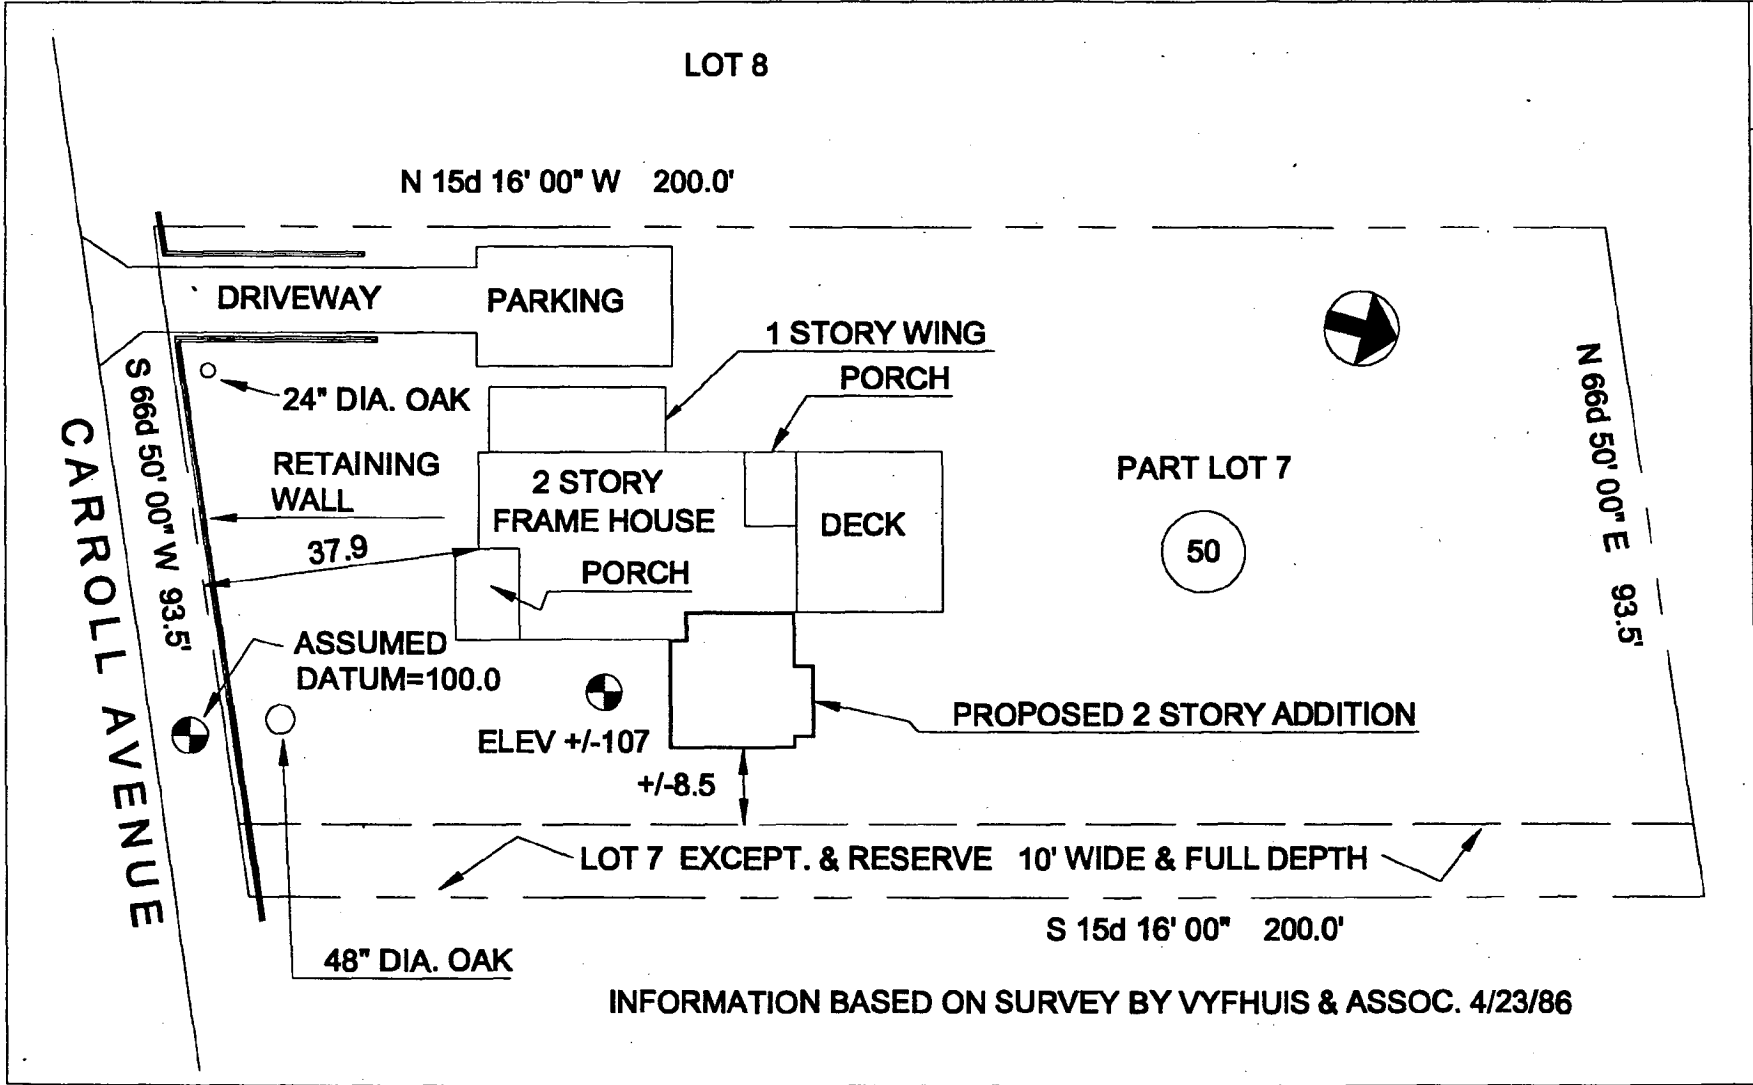 LOT 8
N 15d 16' 00" W 200.0'
DRIVEWAY
PARKING
1 STORY WING
PORCH
24" DIA. OAK
S 66d 50' 00" W 93.5'
N 66d 50' 00" E 93.5'
CARROLL AVENUE
RETAINING
WALL
2 STORY
FRAME HOUSE
DECK
PART LOT 7
50
37.9
PORCH
ASSUMED
DATUM=100.0
ELEV +/-107
PROPOSED 2 STORY ADDITION
+/-8.5
LOT 7 EXCEPT. & RESERVE 10' WIDE & FULL DEPTH
S 15d 16' 00" 200.0'
48" DIA. OAK
INFORMATION BASED ON SURVEY BY VYFHUIS & ASSOC. 4/23/86